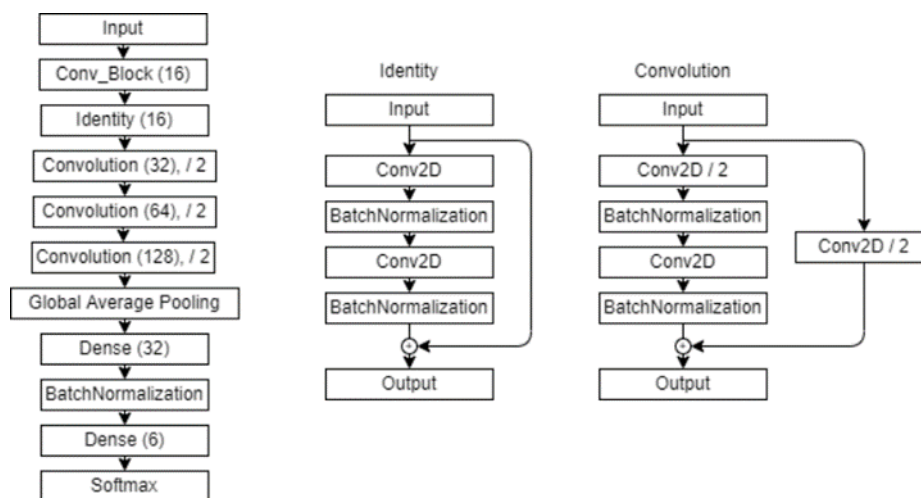 Input
Conv_Block (16)
Identity (16)
Convolution (32), / 2
Convolution (64), / 2
Convolution (128), / 2
Global Average Pooling
Dense (32)
BatchNormalization
Dense (6)
Softmax
Identity
Input
Conv2D
BatchNormalization
Conv2D
BatchNormalization
+
Output
Convolution
Input
Conv2D / 2
BatchNormalization
Conv2D
BatchNormalization
Conv2D / 2
+
Output